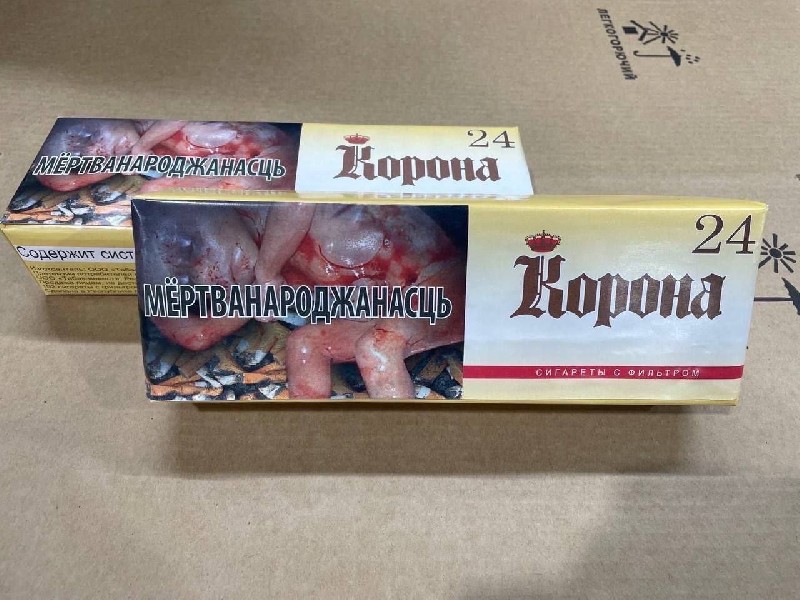 ЛЕГКОГОРЮЧИЙ
24
МЁРТВАНАРОДЖАНАСЦЬ
Корона
Содержит сист
24
МЁРТВАНАРОДЖАНАСЦЬ
Корона
СИГАРЕТЫ С ФИЛЬТРОМ